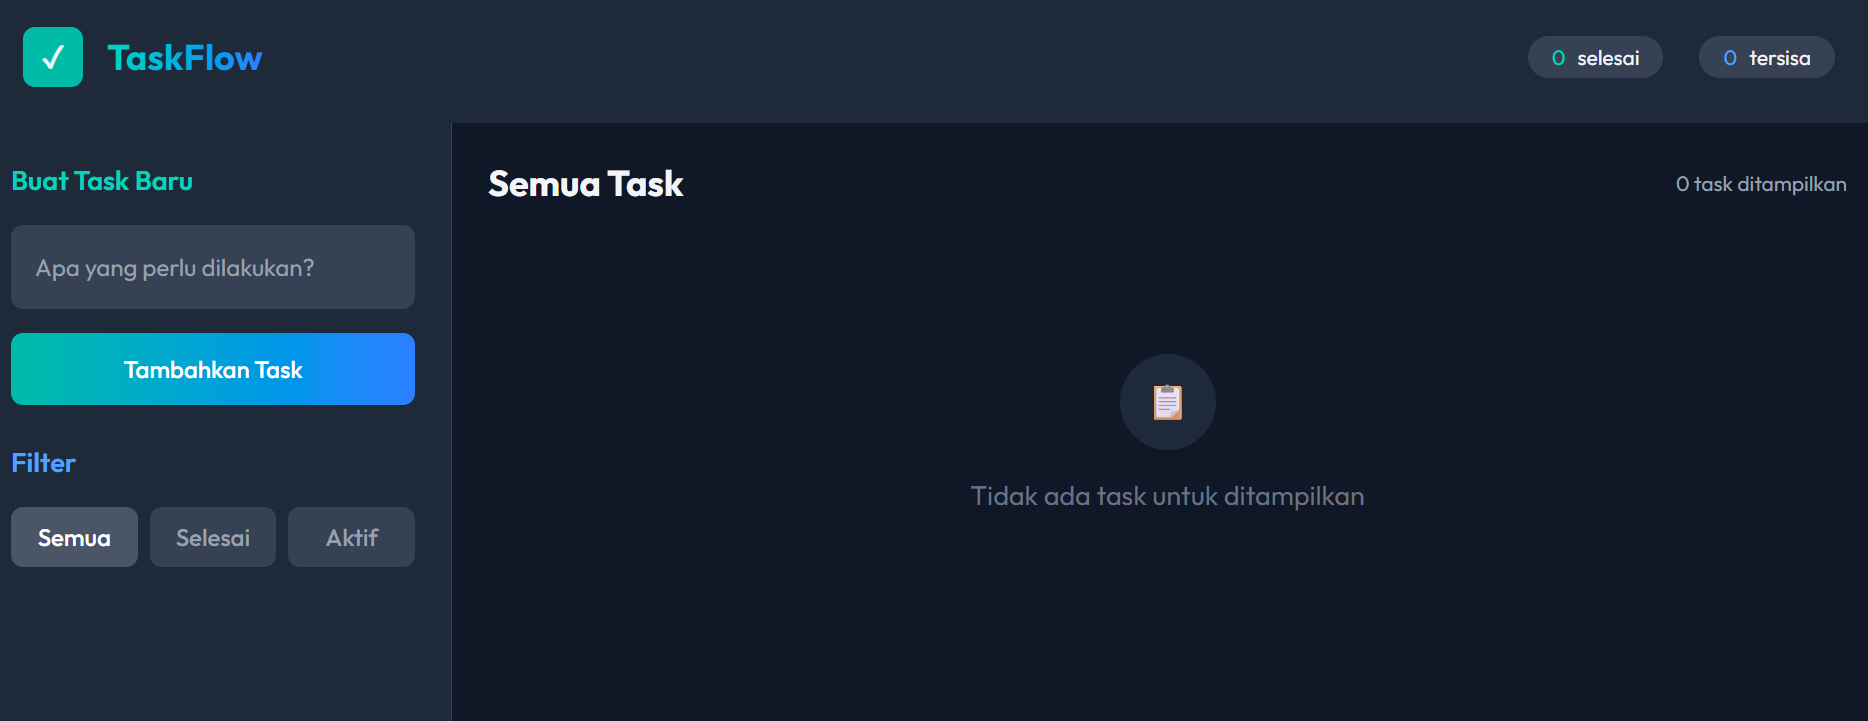 TaskFlow
0 selesai
0 tersisa
Buat Task Baru
Apa yang perlu dilakukan?
Tambahkan Task
Filter
Semua
Selesai
Aktif
Semua Task
0 task ditampilkan
Tidak ada task untuk ditampilkan